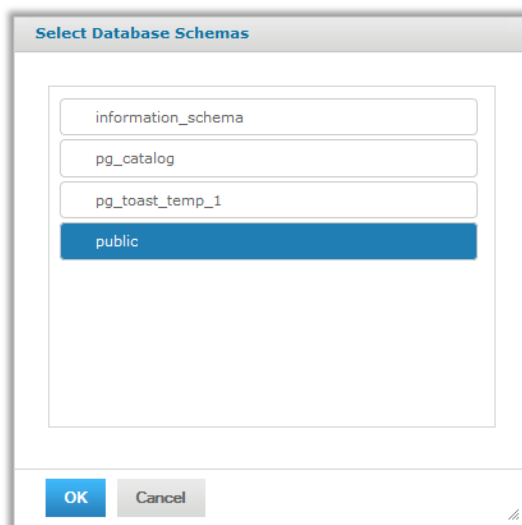 Select Database Schemas
information_schema
pg_catalog
pg_toast_temp_1
public
OK Cancel